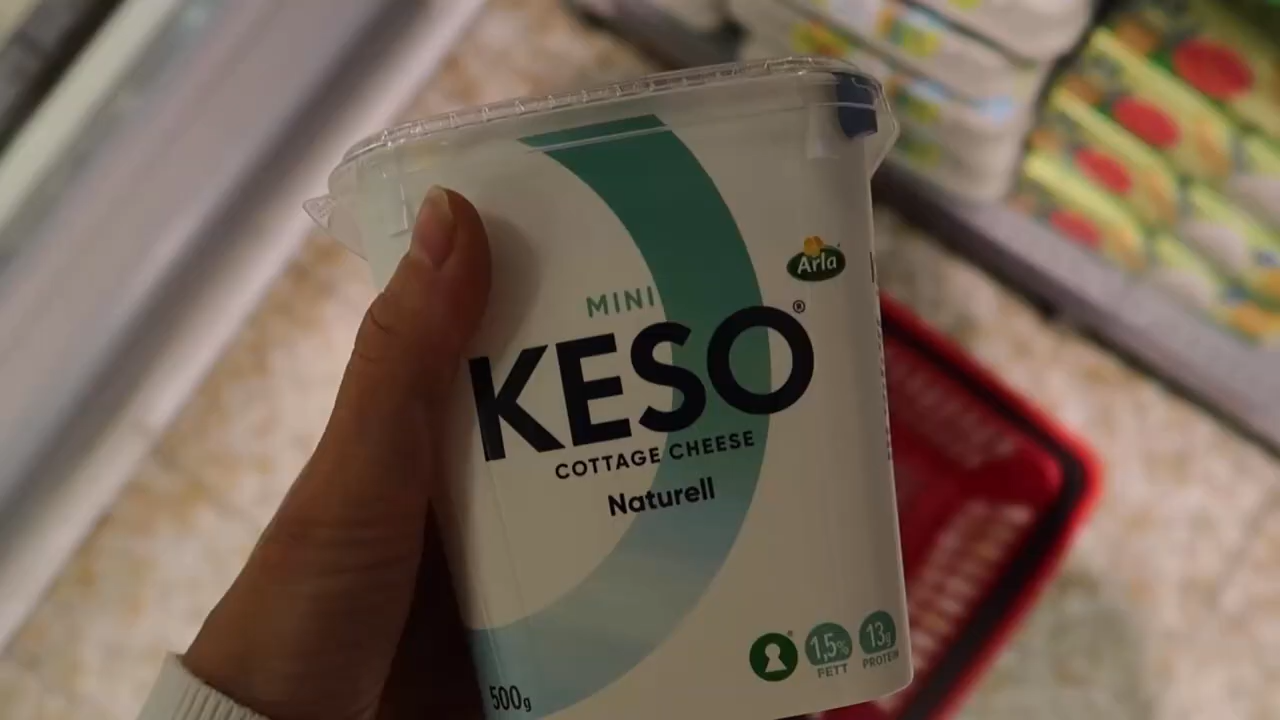 Arla
MINI
KESO®
COTTAGE CHEESE
Naturell
1,5%
FETT
13g
PROTEIN
500g